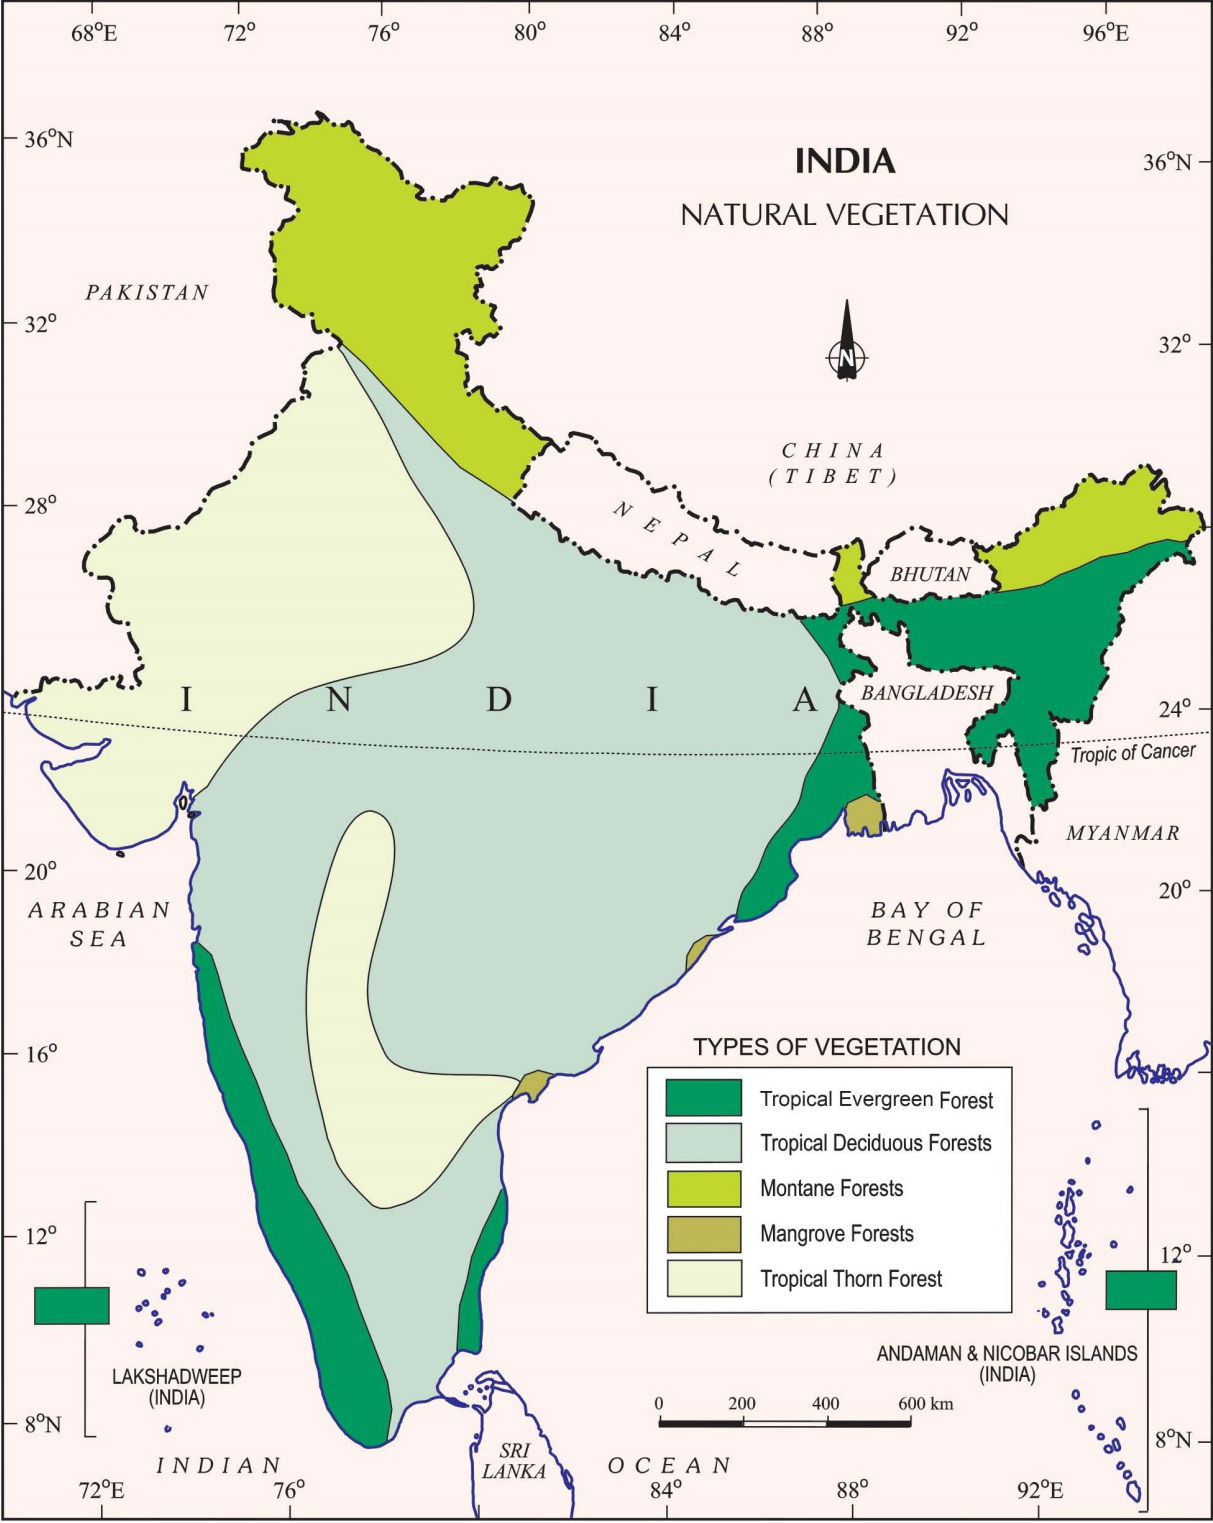 68°E 72° 76° 80° 84° 88° 92° 96°E
36°N
INDIA
36°N
NATURAL VEGETATION
PAKISTAN
32°
N
32°
CHINA
(TIBET)
28°
NEPAL
BHUTAN
I N D I A
BANGLADESH
24°
Tropic of Cancer
MYANMAR
20°
20°
ARABIAN
SEA
BAY OF
BENGAL
16°
TYPES OF VEGETATION
Tropical Evergreen Forest
Tropical Deciduous Forests
Montane Forests
Mangrove Forests
Tropical Thorn Forest
12°
12°
LAKSHADWEEP
(INDIA)
ANDAMAN & NICOBAR ISLANDS
(INDIA)
0 200 400 600 km
8°N
8°N
SRI
LANKA
INDIAN OCEAN
72°E 76° 84° 88° 92°E